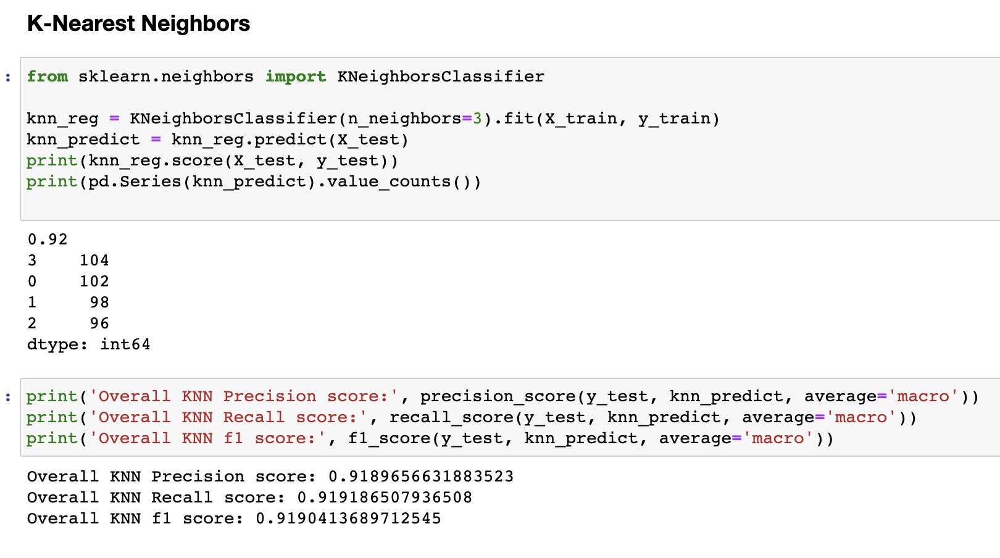 K-Nearest Neighbors
:
from sklearn.neighbors import KNeighborsClassifier
knn_reg = KNeighborsClassifier(n_neighbors=3).fit(X_train, y_train)
knn_predict = knn_reg.predict(X_test)
print(knn_reg.score(X_test, y_test))
print(pd.Series(knn_predict).value_counts())
0.92
3    104
0    102
1     98
2     96
dtype: int64
:
print('Overall KNN Precision score:', precision_score(y_test, knn_predict, average='macro'))
print('Overall KNN Recall score:', recall_score(y_test, knn_predict, average='macro'))
print('Overall KNN f1 score:', f1_score(y_test, knn_predict, average='macro'))
Overall KNN Precision score: 0.9189656631883523
Overall KNN Recall score: 0.919186507936508
Overall KNN f1 score: 0.9190413689712545